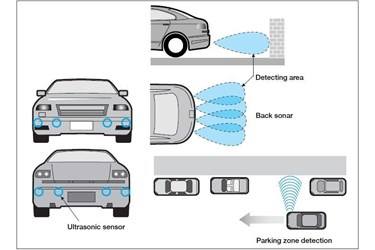 Detecting area
Back sonar
Ultrasonic sensor
Parking zone detection